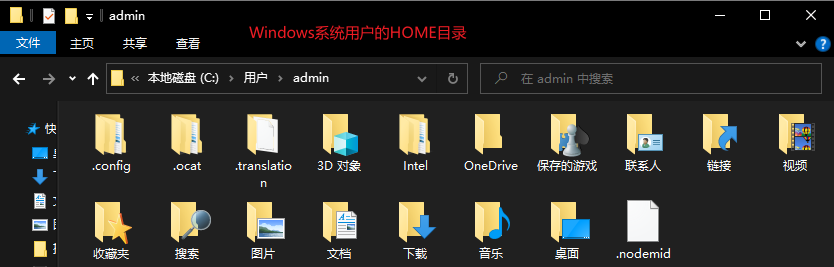 admin
Windows系统用户的HOME目录
文件 主页 共享 查看
« 本地磁盘 (C:) › 用户 › admin
在 admin 中搜索
快
.config .ocat .translation 3D 对象 Intel OneDrive 保存的游戏 联系人 链接 视频
收藏夹 搜索 图片 文档 下载 音乐 桌面 .nodemid